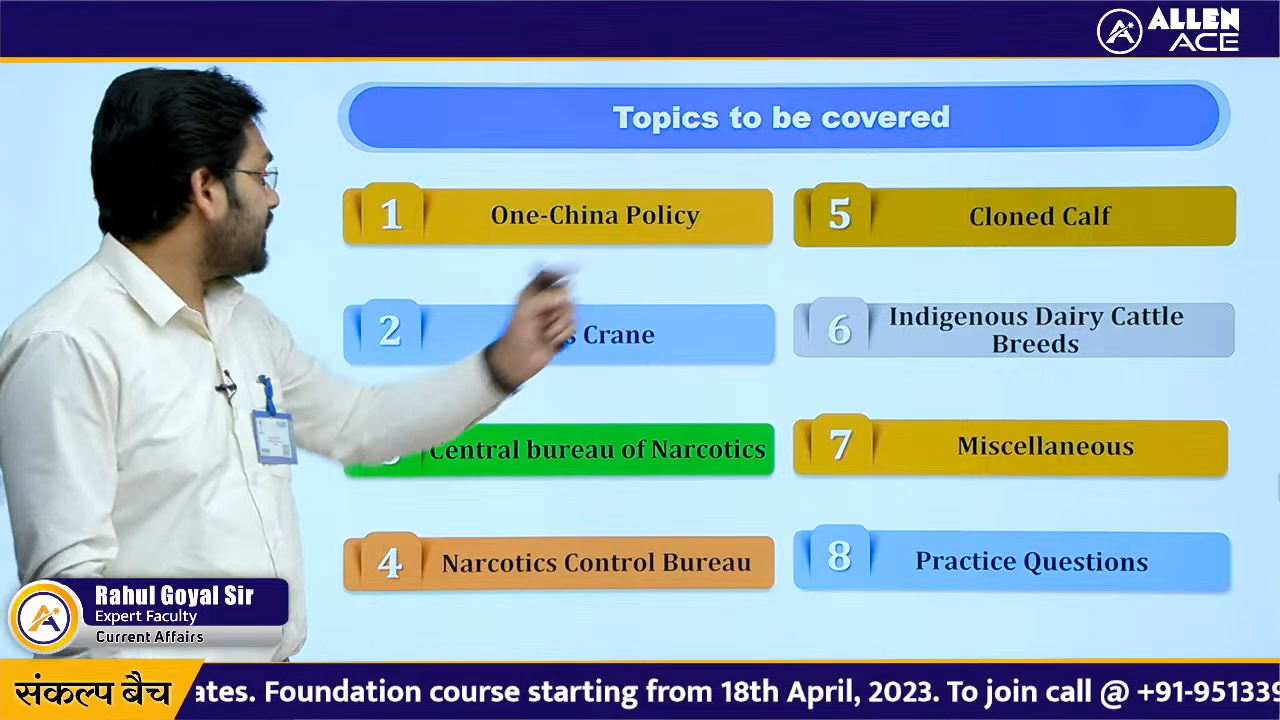 ALLEN
ACE
Topics to be covered
1 One-China Policy
2 Crane
Central bureau of Narcotics
4 Narcotics Control Bureau
5 Cloned Calf
6 Indigenous Dairy Cattle
Breeds
7 Miscellaneous
8 Practice Questions
Rahul Goyal Sir
Expert Faculty
Current Affairs
संकल्प बैच
ates. Foundation course starting from 18th April, 2023. To join call @ +91-951339